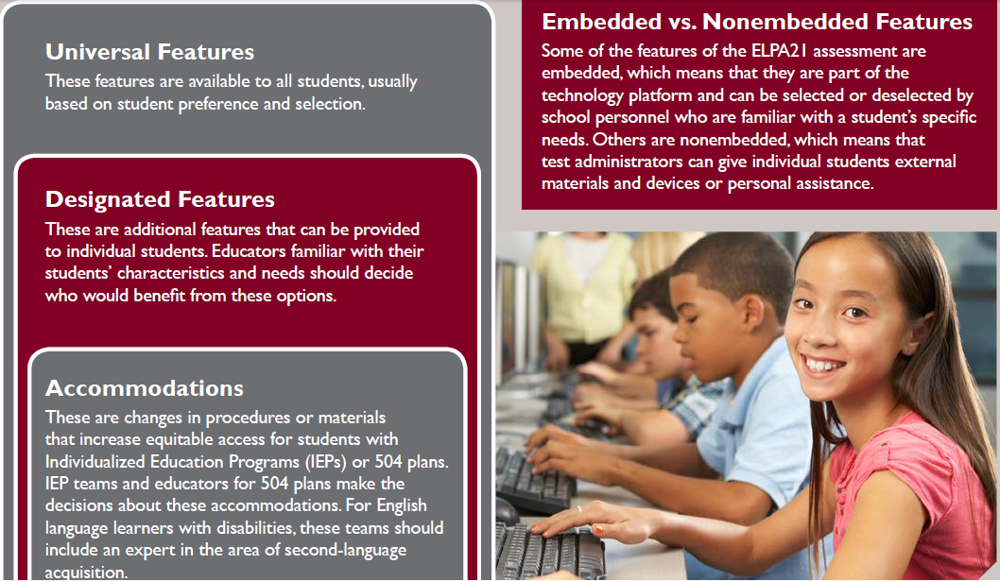 Universal Features
These features are available to all students, usually
based on student preference and selection.
Designated Features
These are additional features that can be provided
to individual students. Educators familiar with their
students’ characteristics and needs should decide
who would benefit from these options.
Accommodations
These are changes in procedures or materials
that increase equitable access for students with
Individualized Education Programs (IEPs) or 504 plans.
IEP teams and educators for 504 plans make the
decisions about these accommodations. For English
language learners with disabilities, these teams should
include an expert in the area of second-language
acquisition.
Embedded vs. Nonembedded Features
Some of the features of the ELPA21 assessment are
embedded, which means that they are part of the
technology platform and can be selected or deselected by
school personnel who are familiar with a student’s specific
needs. Others are nonembedded, which means that
test administrators can give individual students external
materials and devices or personal assistance.